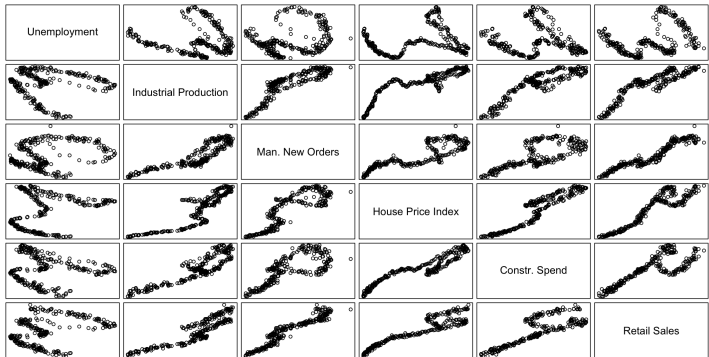 Unemployment
Industrial Production
Man. New Orders
House Price Index
Constr. Spend
Retail Sales